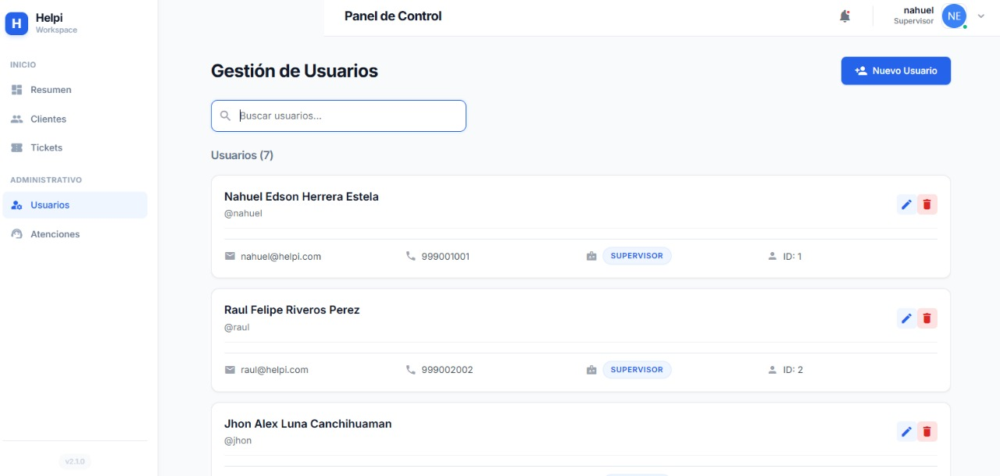 H
Helpi
Workspace
INICIO
Resumen
Clientes
Tickets
ADMINISTRATIVO
Usuarios
Atenciones
v2.1.0
Panel de Control
nahuel
Supervisor
NE
Gestión de Usuarios
Nuevo Usuario
Buscar usuarios...
Usuarios (7)
Nahuel Edson Herrera Estela
@nahuel
nahuel@helpi.com 999001001 SUPERVISOR ID: 1
Raul Felipe Riveros Perez
@raul
raul@helpi.com 999002002 SUPERVISOR ID: 2
Jhon Alex Luna Canchihuaman
@jhon